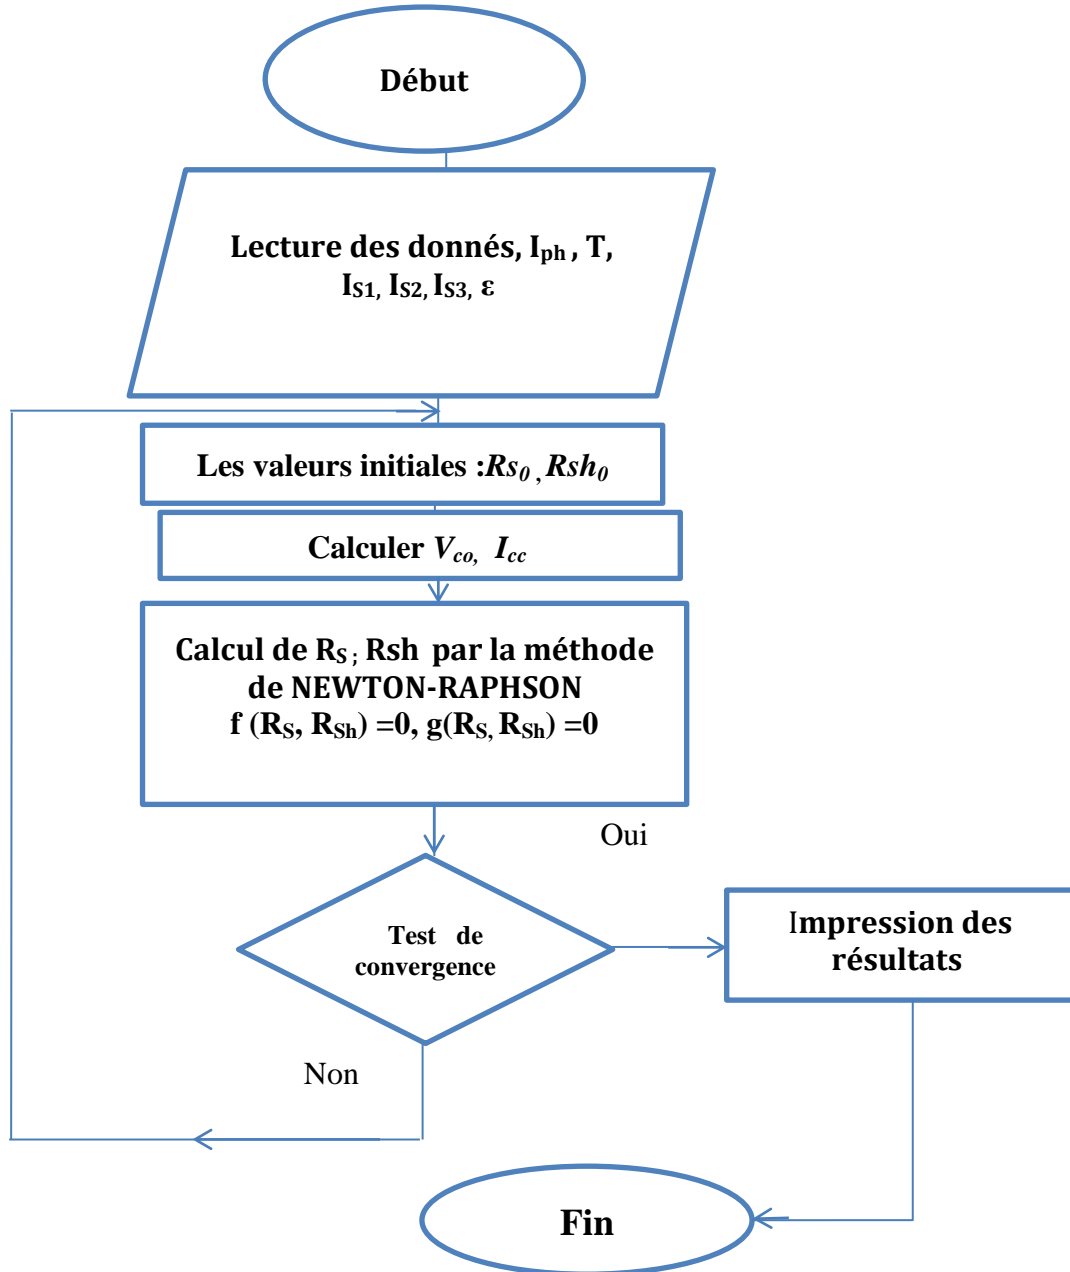 Début
Lecture des donnés, Iph , T,
IS1, IS2, IS3, ε
Les valeurs initiales :Rs0 , Rsh0
Calculer Vco, Icc
Calcul de RS ; Rsh par la méthode
de NEWTON-RAPHSON
f (RS, RSh) =0, g(RS, RSh) =0
Oui
Test de
convergence
Impression des
résultats
Non
Fin